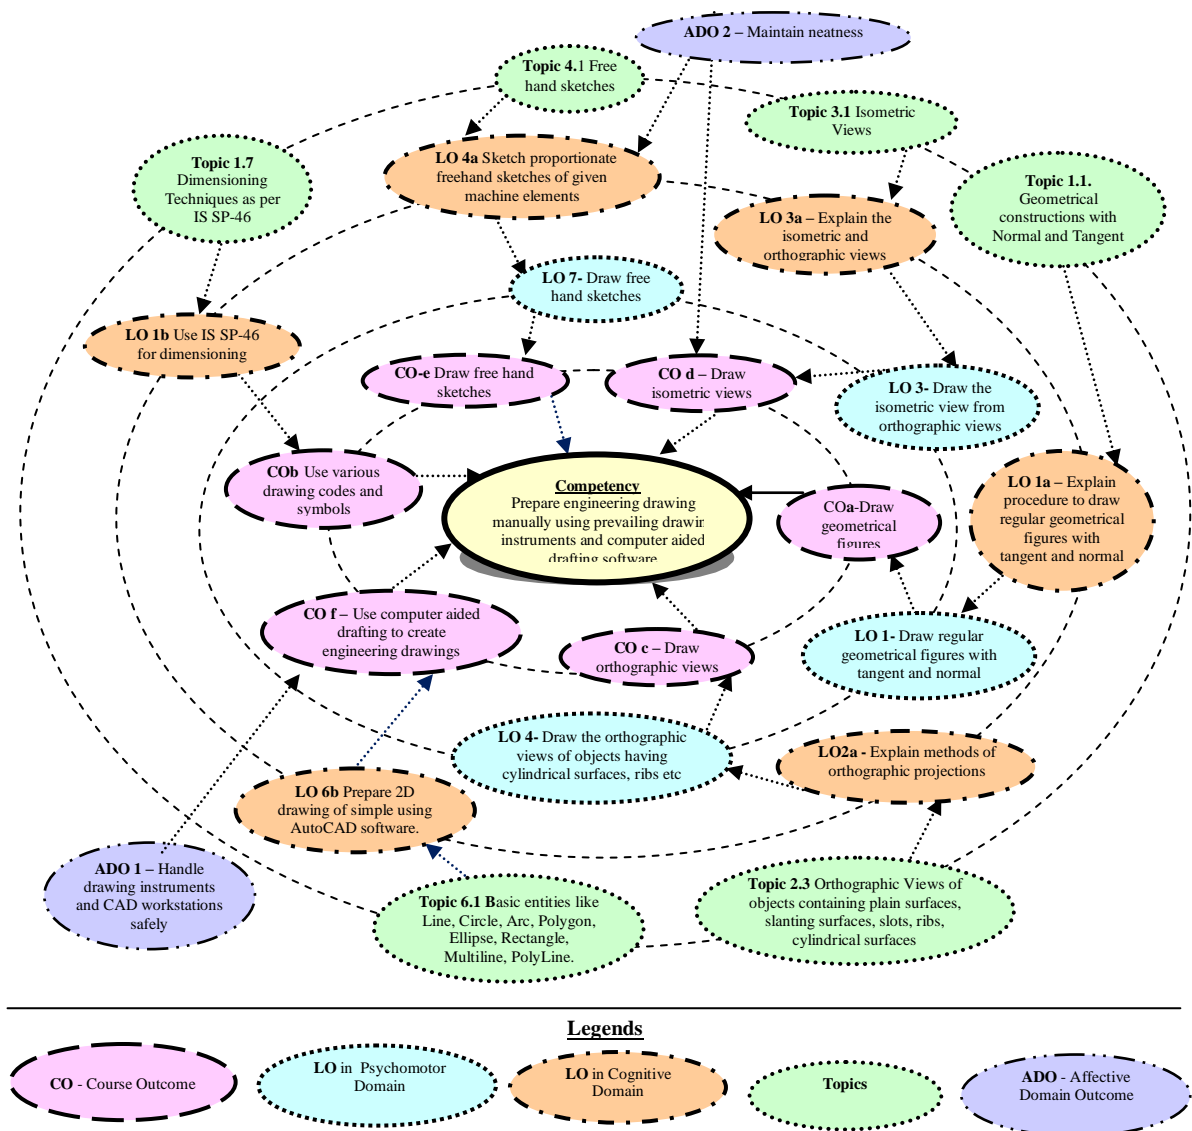 ADO 2 – Maintain neatness
Topic 4.1 Free
hand sketches
Topic 3.1 Isometric
Views
Topic 1.7
Dimensioning
Techniques as per
IS SP-46
LO 4a Sketch proportionate
freehand sketches of given
machine elements
Topic 1.1.
Geometrical
constructions with
Normal and Tangent
LO 3a – Explain the
isometric and
orthographic views
LO 7- Draw free
hand sketches
LO 1b Use IS SP-46
for dimensioning
CO-e Draw free hand
sketches
CO d – Draw
isometric views
LO 3- Draw the
isometric view from
orthographic views
COb Use various
drawing codes and
symbols
Competency
Prepare engineering drawing
manually using prevailing drawin
instruments and computer aided
drafting software
COa-Draw
geometrical
figures
LO 1a – Explain
procedure to draw
regular geometrical
figures with
tangent and normal
CO f – Use computer aided
drafting to create
engineering drawings
CO c – Draw
orthographic views
LO 1- Draw regular
geometrical figures with
tangent and normal
LO 4- Draw the orthographic
views of objects having
cylindrical surfaces, ribs etc
LO2a - Explain methods of
orthographic projections
LO 6b Prepare 2D
drawing of simple using
AutoCAD software.
ADO 1 – Handle
drawing instruments
and CAD workstations
safely
Topic 6.1 Basic entities like
Line, Circle, Arc, Polygon,
Ellipse, Rectangle,
Multiline, PolyLine.
Topic 2.3 Orthographic Views of
objects containing plain surfaces,
slanting surfaces, slots, ribs,
cylindrical surfaces
Legends
CO - Course Outcome
LO in Psychomotor
Domain
LO in Cognitive
Domain
Topics
ADO - Affective
Domain Outcome